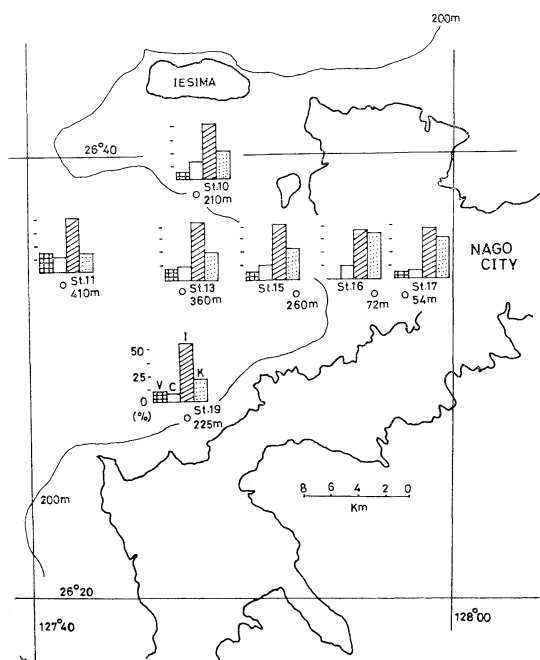 200m
IESIMA
26°40
St.10
210m
St.11
410m
St.13
360m
St.15
260m
St.16
72m
St.17
54m
NAGO
CITY
I
50
V
C
K
25
0
(%)
St.19
225m
8 6 4 2 0
Km
200m
26°20
127°40
128°00